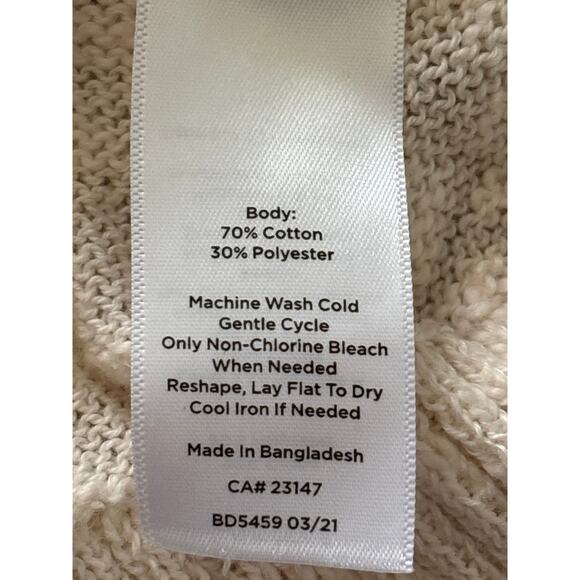 Body:
70% Cotton
30% Polyester
Machine Wash Cold
Gentle Cycle
Only Non-Chlorine Bleach
When Needed
Reshape, Lay Flat To Dry
Cool Iron If Needed
Made In Bangladesh
CA# 23147
BD5459 03/21